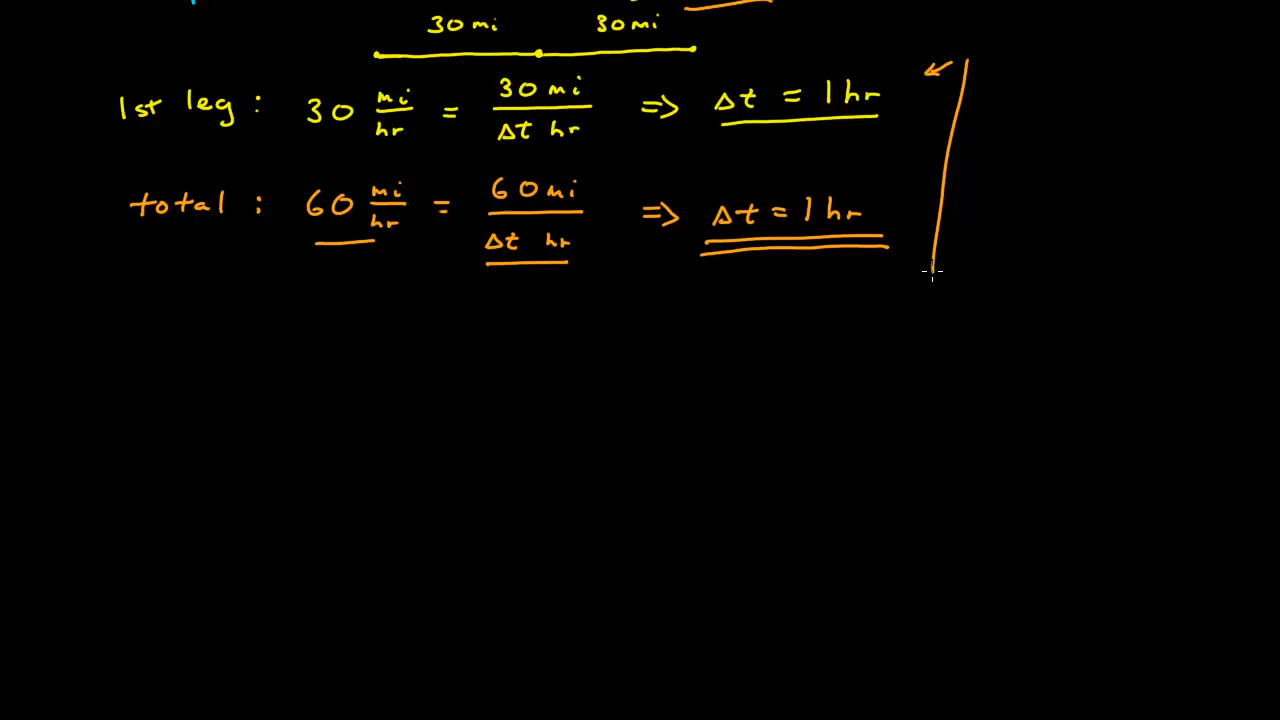 30 mi 30 mi
1st leg : 30 mi/hr = 30 mi/Δt hr ⇒ Δt = 1 hr
total : 60 mi/hr = 60 mi/Δt hr ⇒ Δt = 1 hr